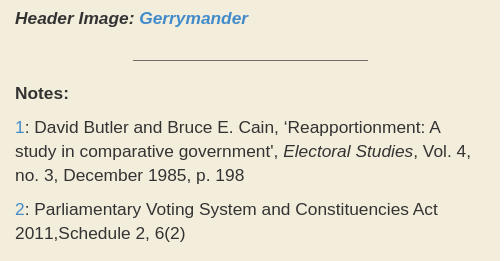 Header Image: Gerrymander
Notes:
1: David Butler and Bruce E. Cain, ‘Reapportionment: A
study in comparative government', Electoral Studies, Vol. 4,
no. 3, December 1985, p. 198
2: Parliamentary Voting System and Constituencies Act
2011,Schedule 2, 6(2)